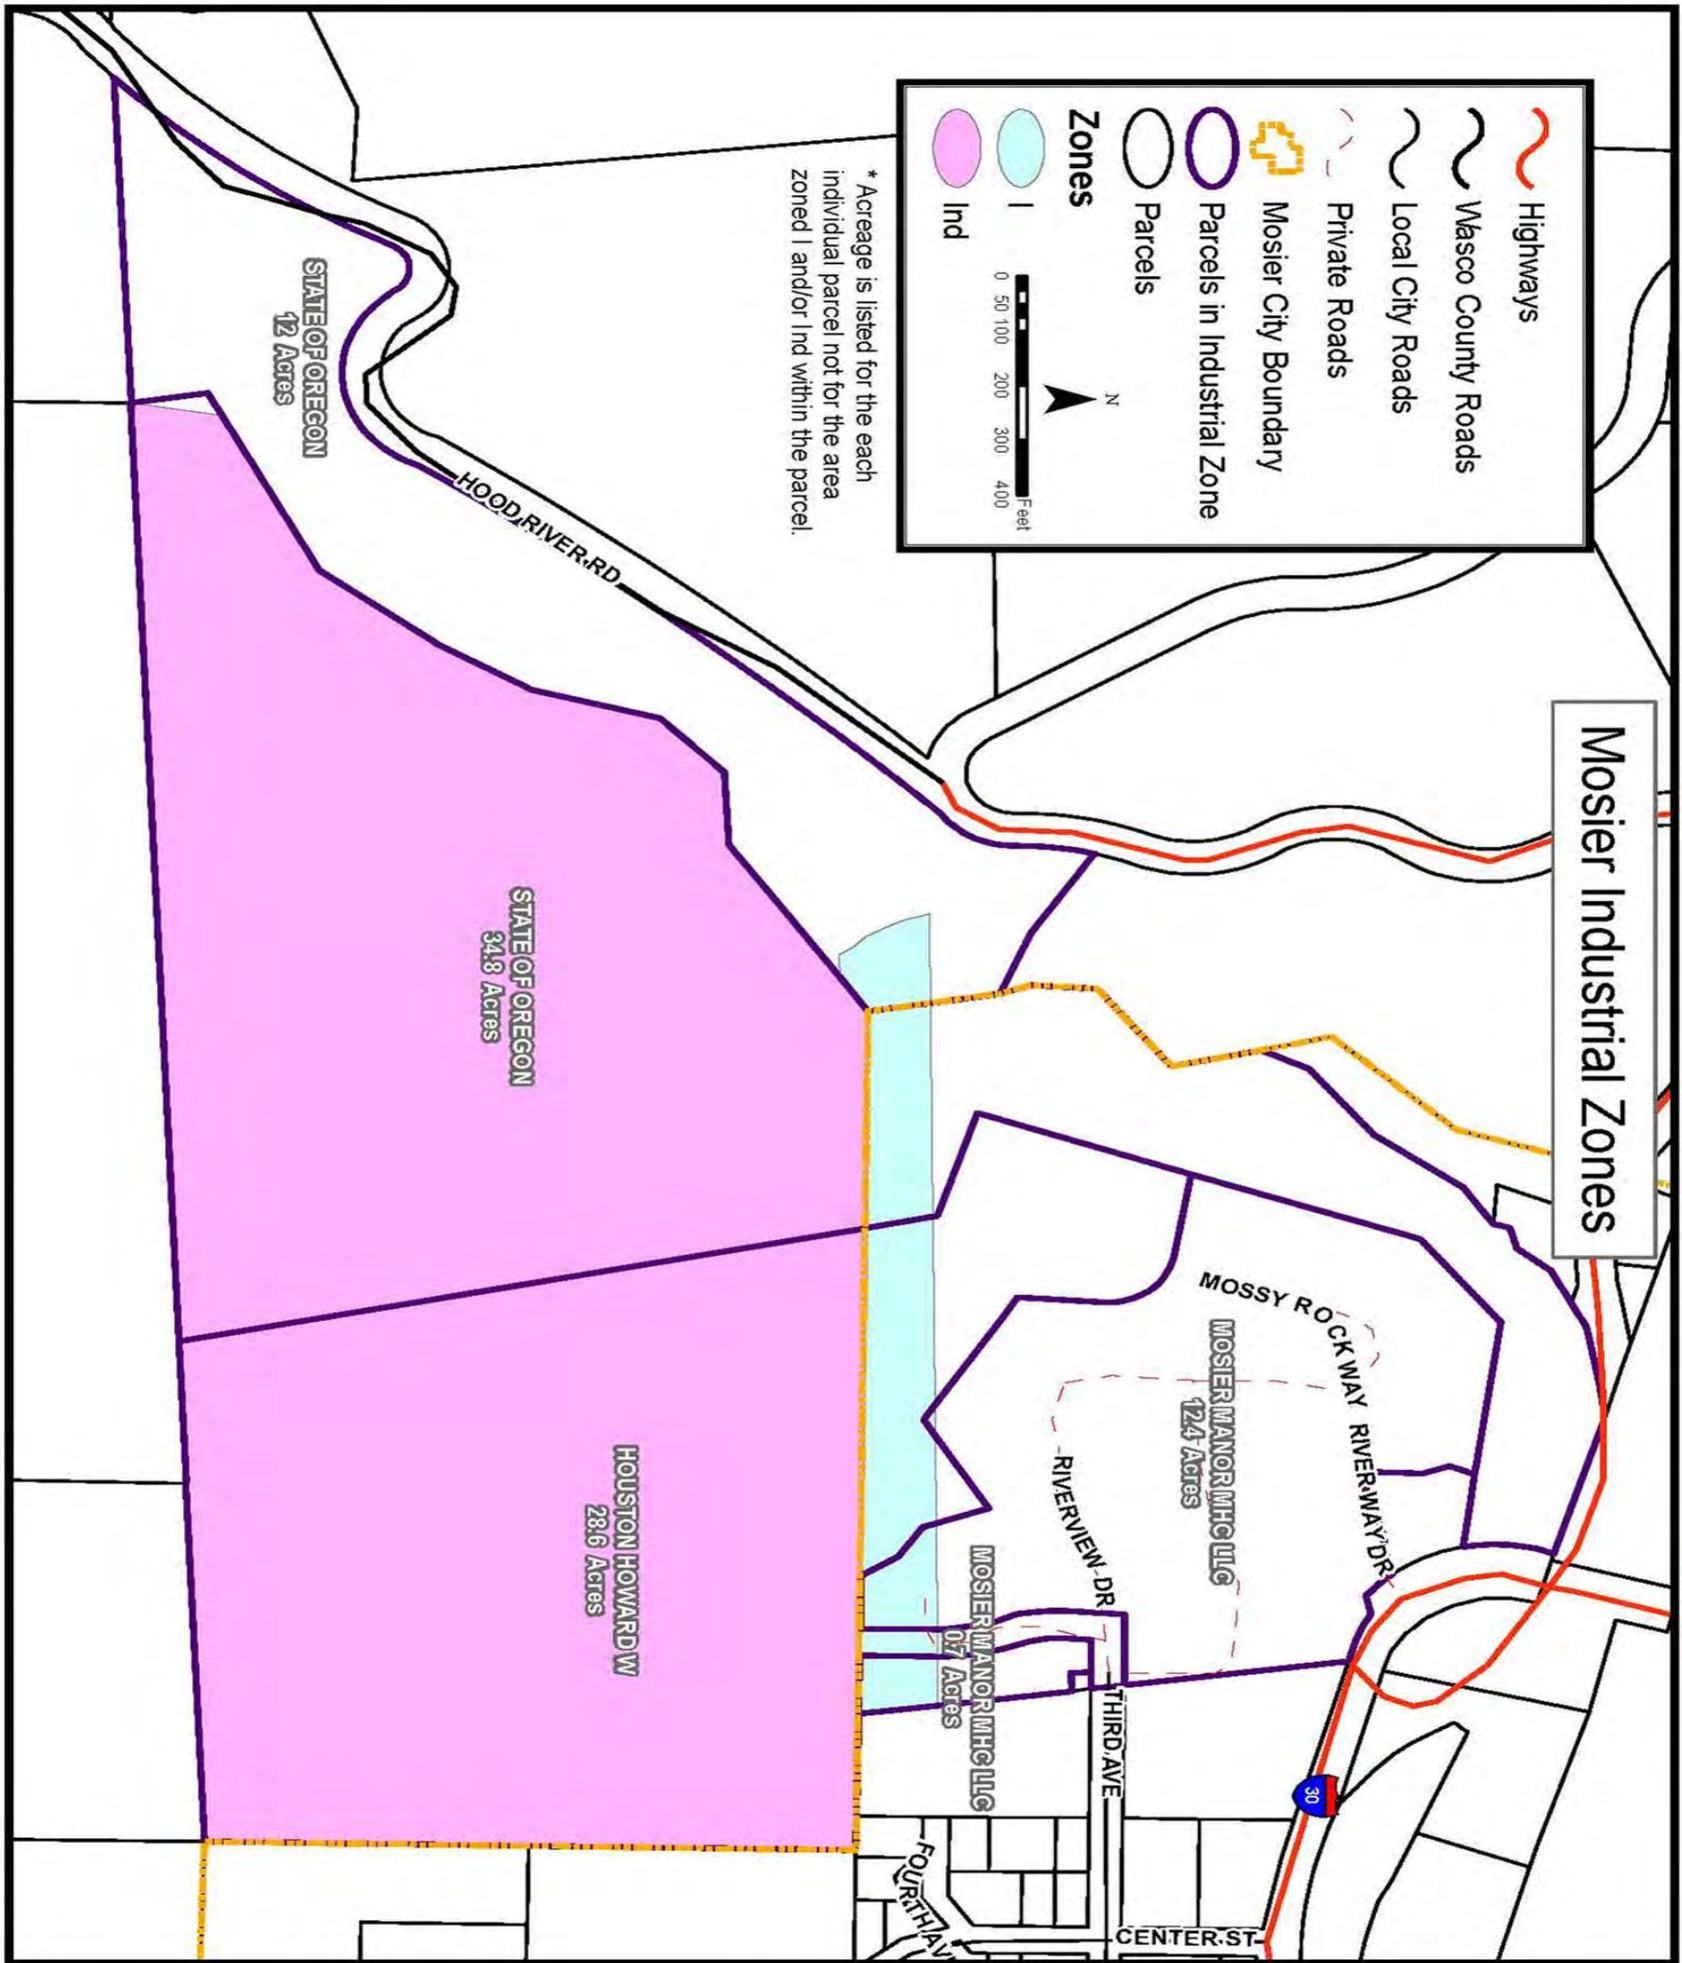 Mosier Industrial Zones
Highways
Wasco County Roads
Local City Roads
Private Roads
Mosier City Boundary
Parcels in Industrial Zone
Parcels
Zones
I
Ind
N
0 50 100 200 300 400
Feet
* Acreage is listed for the each
individual parcel not for the area
zoned I and/or Ind within the parcel.
STATE OF OREGON
12 Acres
HOOD RIVER RD
STATE OF OREGON
34.8 Acres
HOUSTON HOWARD W
28.6 Acres
MOSSY ROCK WAY
RIVER WAY DR
MOSIER MANOR MHC LLC
12.4 Acres
RIVERVIEW DR
MOSIER MANOR MHC LLC
0.7 Acres
THIRD AVE
30
FOURTH AV
CENTER ST